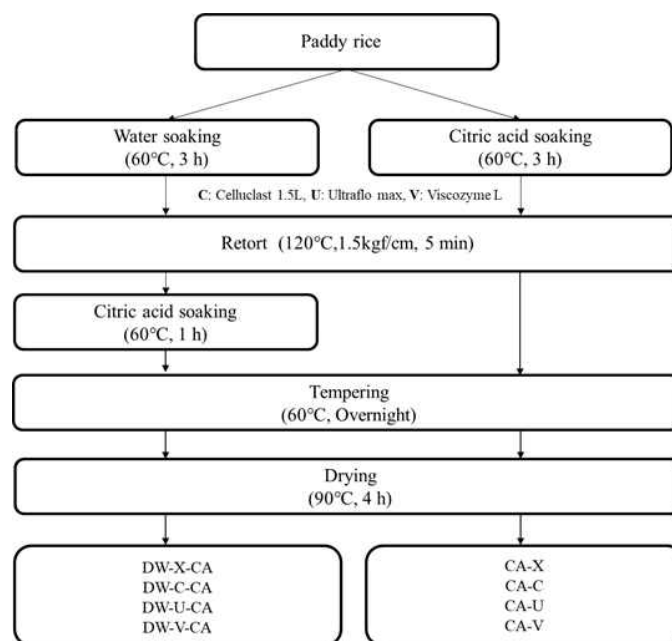 Paddy rice
Water soaking
(60℃, 3 h)
Citric acid soaking
(60℃, 3 h)
C: Celluclast 1.5L, U: Ultraflo max, V: Viscozyme L
Retort (120℃,1.5kgf/cm, 5 min)
Citric acid soaking
(60℃, 1 h)
Tempering
(60℃, Overnight)
Drying
(90℃, 4 h)
DW-X-CA
DW-C-CA
DW-U-CA
DW-V-CA
CA-X
CA-C
CA-U
CA-V